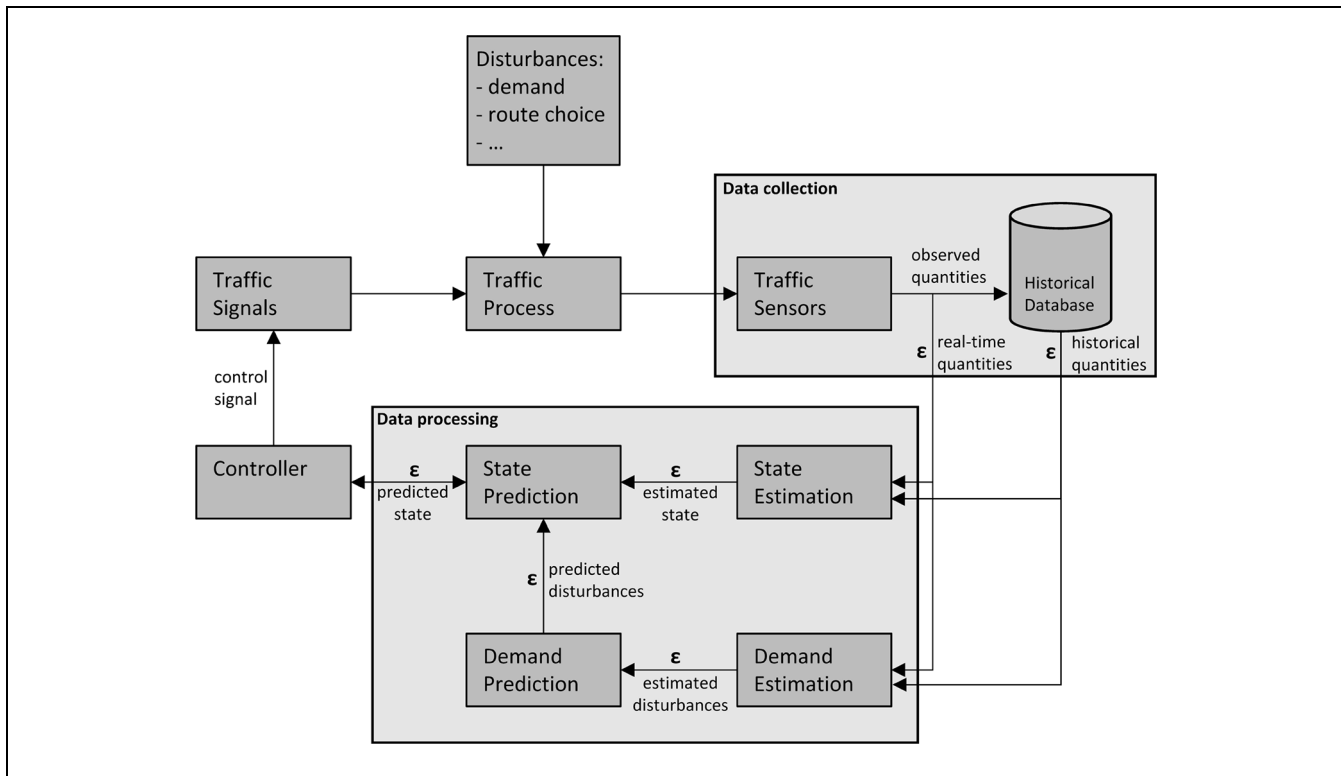 Disturbances:
- demand
- route choice
- ...
Data collection
Traffic
Signals
Traffic
Process
Traffic
Sensors
observed
quantities
Historical
Database
ε
real-time
quantities
ε
historical
quantities
control
signal
Data processing
Controller
ε
predicted
state
State
Prediction
ε
estimated
state
State
Estimation
ε
predicted
disturbances
Demand
Prediction
ε
estimated
disturbances
Demand
Estimation